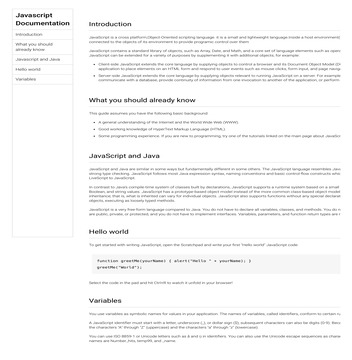 Javascript
Documentation
Introduction
What you should
already know
Javascript and Java
Hello world
Variables
Introduction
JavaScript is a cross-platform, object-oriented scripting language. It is a small and lightweight language. Inside a host environment
connected to the objects of its environment to provide programmatic control over them.
JavaScript contains a standard library of objects, such as Array, Date, and Math, and a core set of language elements such as
JavaScript can be extended for a variety of purposes by supplementing it with additional objects; for example:
Client-side JavaScript extends the core language by supplying objects to control a browser and its Document Object Model
application to place elements on an HTML form and respond to user events such as mouse clicks, form input, and page
Server-side JavaScript extends the core language by supplying objects relevant to running JavaScript on a server. For
communicate with a database, provide continuity of information from one invocation to another of the application, or perform
What you should already know
This guide assumes you have the following basic background:
A general understanding of the Internet and the World Wide Web (WWW).
Good working knowledge of HyperText Markup Language (HTML).
Some programming experience. If you are new to programming, try one of the tutorials linked on the main page about
JavaScript and Java
JavaScript and Java are similar in some ways but fundamentally different in some others. The JavaScript language resembles
strong type checking. JavaScript follows most Java expression syntax, naming conventions and basic control-flow constructs
LiveScript to JavaScript.
In contrast to Java's compile-time system of classes built by declarations, JavaScript supports a runtime system based on a small
Boolean, and string values. JavaScript has a prototype-based object model instead of the more common class-based object
inheritance; that is, what is inherited can vary for individual objects. JavaScript also supports functions without any special
objects, executing as loosely typed methods.
JavaScript is a very free-form language compared to Java. You do not have to declare all variables, classes, and methods. You do
are public, private, or protected, and you do not have to implement interfaces. Variables, parameters, and function return types are
Hello world
To get started with writing JavaScript, open the Scratchpad and write your first "Hello world" JavaScript code:
function greetMe(yourName) { alert("Hello " + yourName); }
greetMe("World");
Select the code in the pad and hit Ctrl+R to watch it unfold in your browser!
Variables
You use variables as symbolic names for values in your application. The names of variables, called identifiers, conform to certain
A JavaScript identifier must start with a letter, underscore (_), or dollar sign ($); subsequent characters can also be digits (0-9).
the characters "A" through "Z" (uppercase) and the characters "a" through "z" (lowercase).
You can use ISO 8859-1 or Unicode letters such as å and ü in identifiers. You can also use the Unicode escape sequences as
names are Number_hits, temp99, and _name.